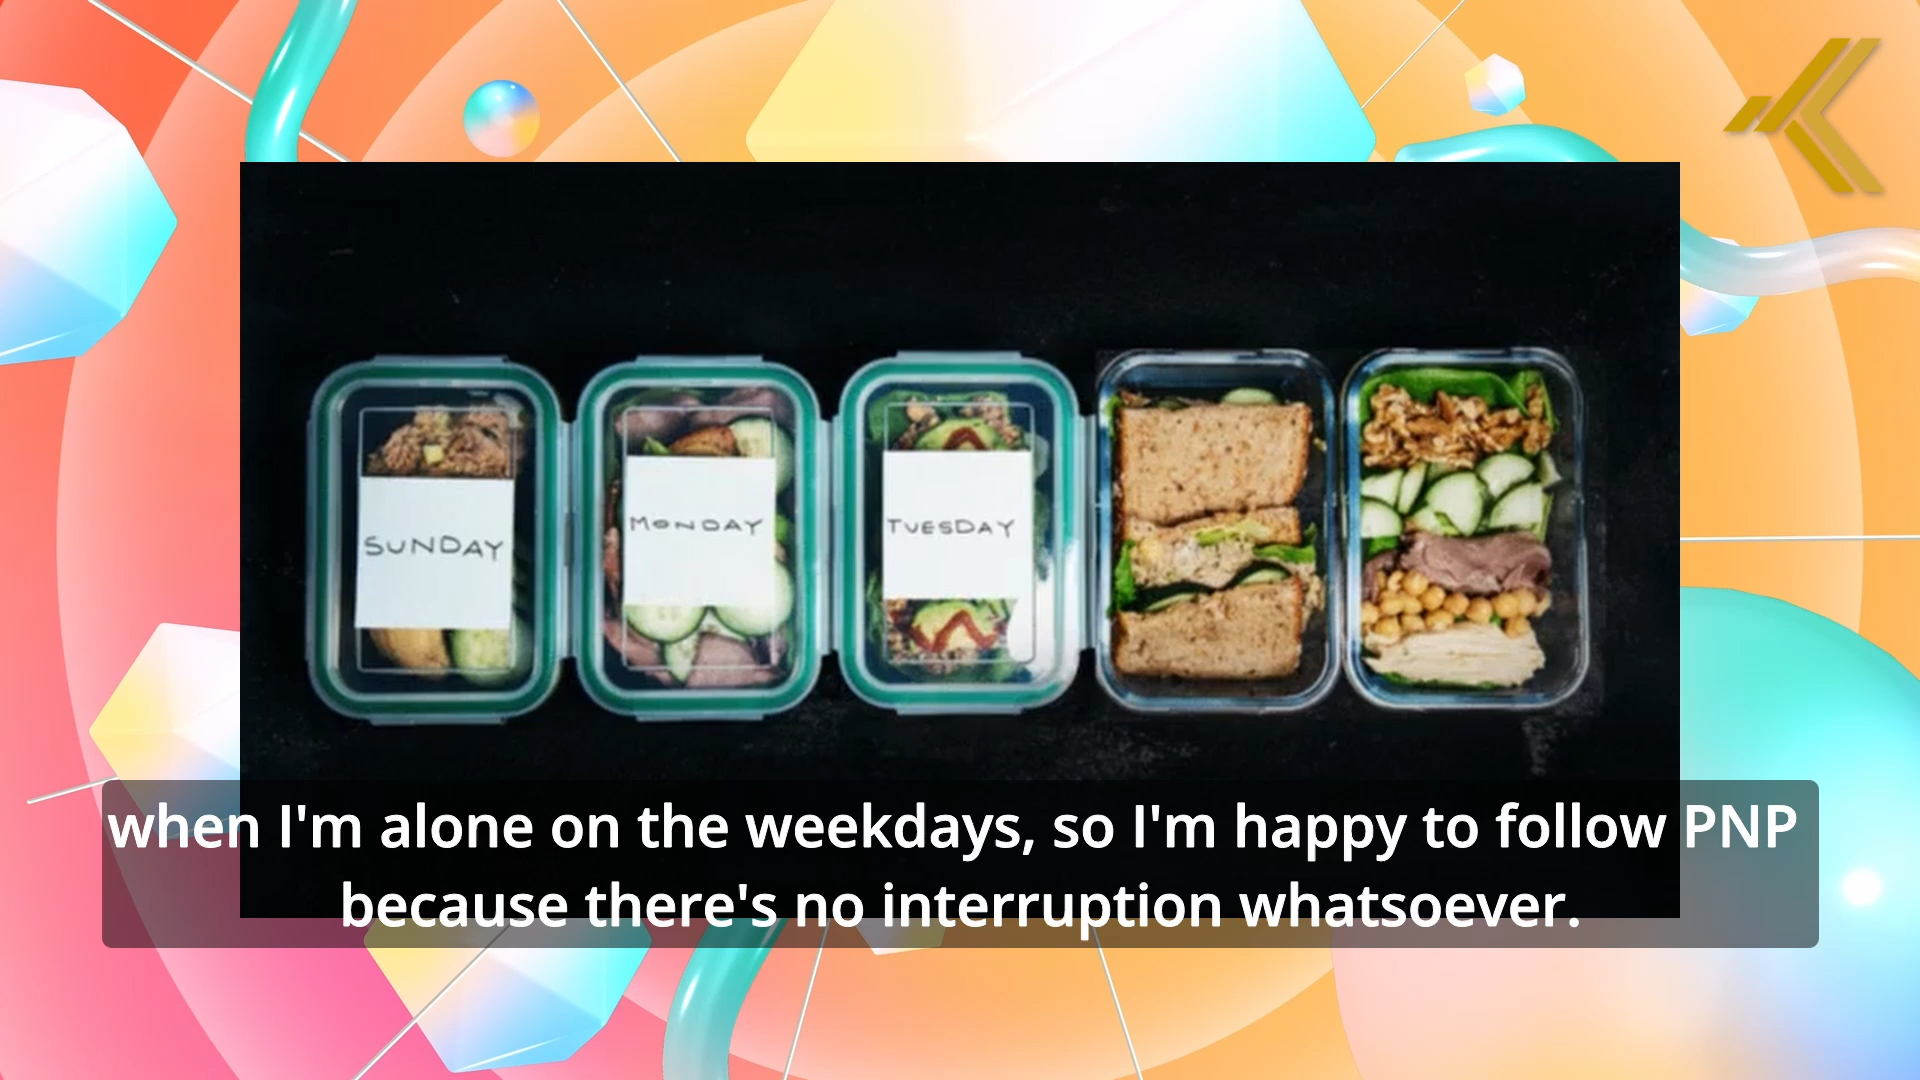 SUNDAY
MONDAY
TUESDAY
when I'm alone on the weekdays, so I'm happy to follow PNP
because there's no interruption whatsoever.